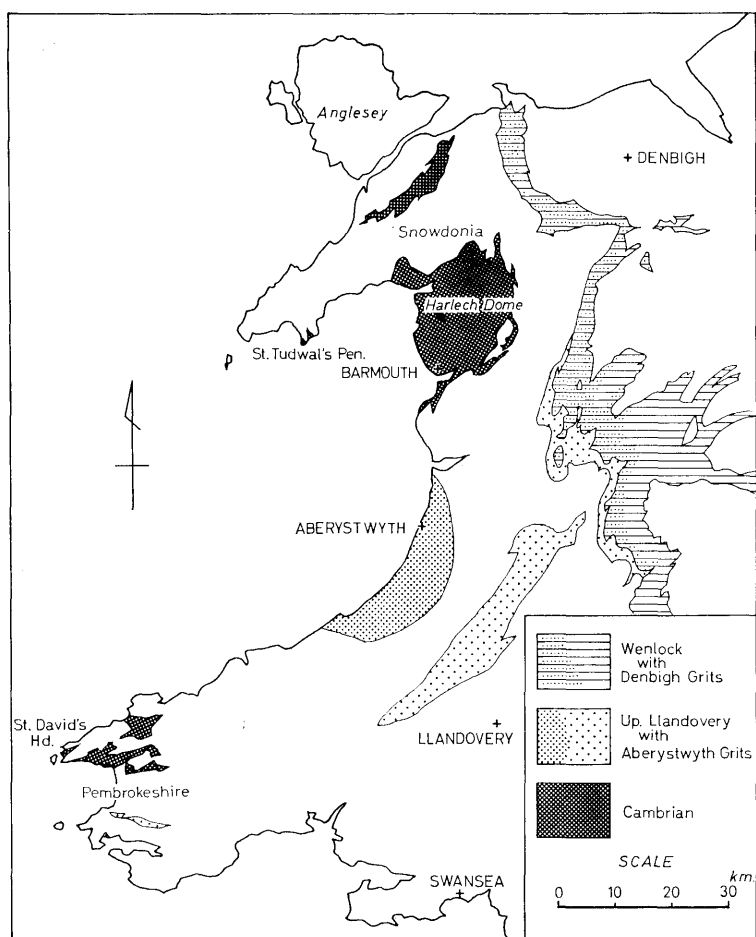 Anglesey
+ DENBIGH
Snowdonia
Harlech Dome
St. Tudwal's Pen.
BARMOUTH
ABERYSTWYTH
St. David's
Hd.
LLANDOVERY
Pembrokeshire
SWANSEA
Wenlock
with
Denbigh Grits
Up. Llandovery
with
Aberystwyth Grits
Cambrian
SCALE
kms
0 10 20 30